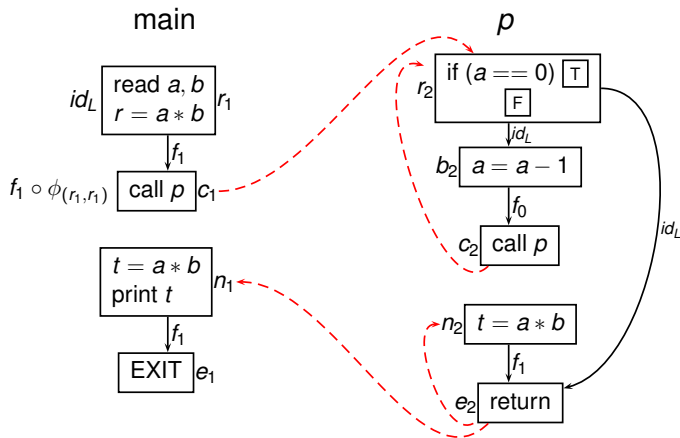 main
id_L
read a, b
r = a * b
r_1
f_1
f_1 ∘ ϕ_(r_1,r_1)
call p
c_1
t = a * b
print t
n_1
f_1
EXIT
e_1
p
r_2
if (a == 0) T
F
id_L
b_2
a = a − 1
f_0
c_2
call p
id_L
n_2
t = a * b
f_1
e_2
return